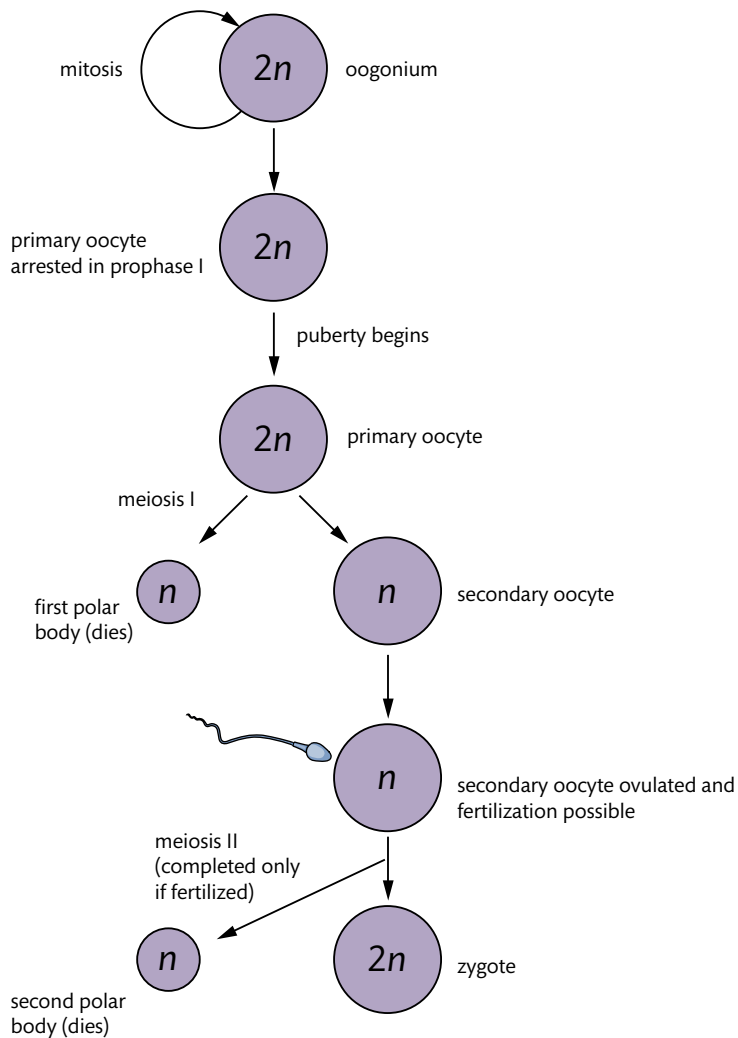 mitosis
2n
oogonium
2n
primary oocyte
arrested in prophase I
puberty begins
2n
primary oocyte
meiosis I
n
first polar
body (dies)
n
secondary oocyte
n
secondary oocyte ovulated and
fertilization possible
meiosis II
(completed only
if fertilized)
n
second polar
body (dies)
2n
zygote